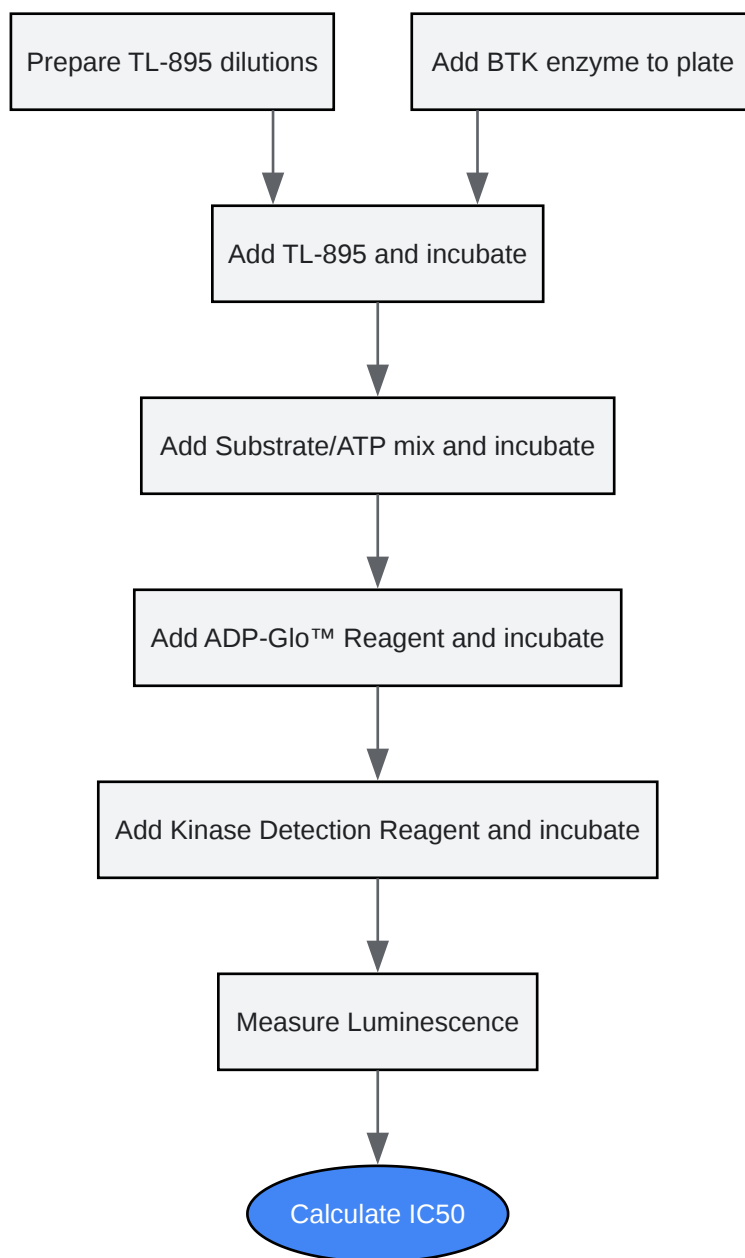 Prepare TL-895 dilutions
Add BTK enzyme to plate
Add TL-895 and incubate
Add Substrate/ATP mix and incubate
Add ADP-Glo™ Reagent and incubate
Add Kinase Detection Reagent and incubate
Measure Luminescence
Calculate IC50